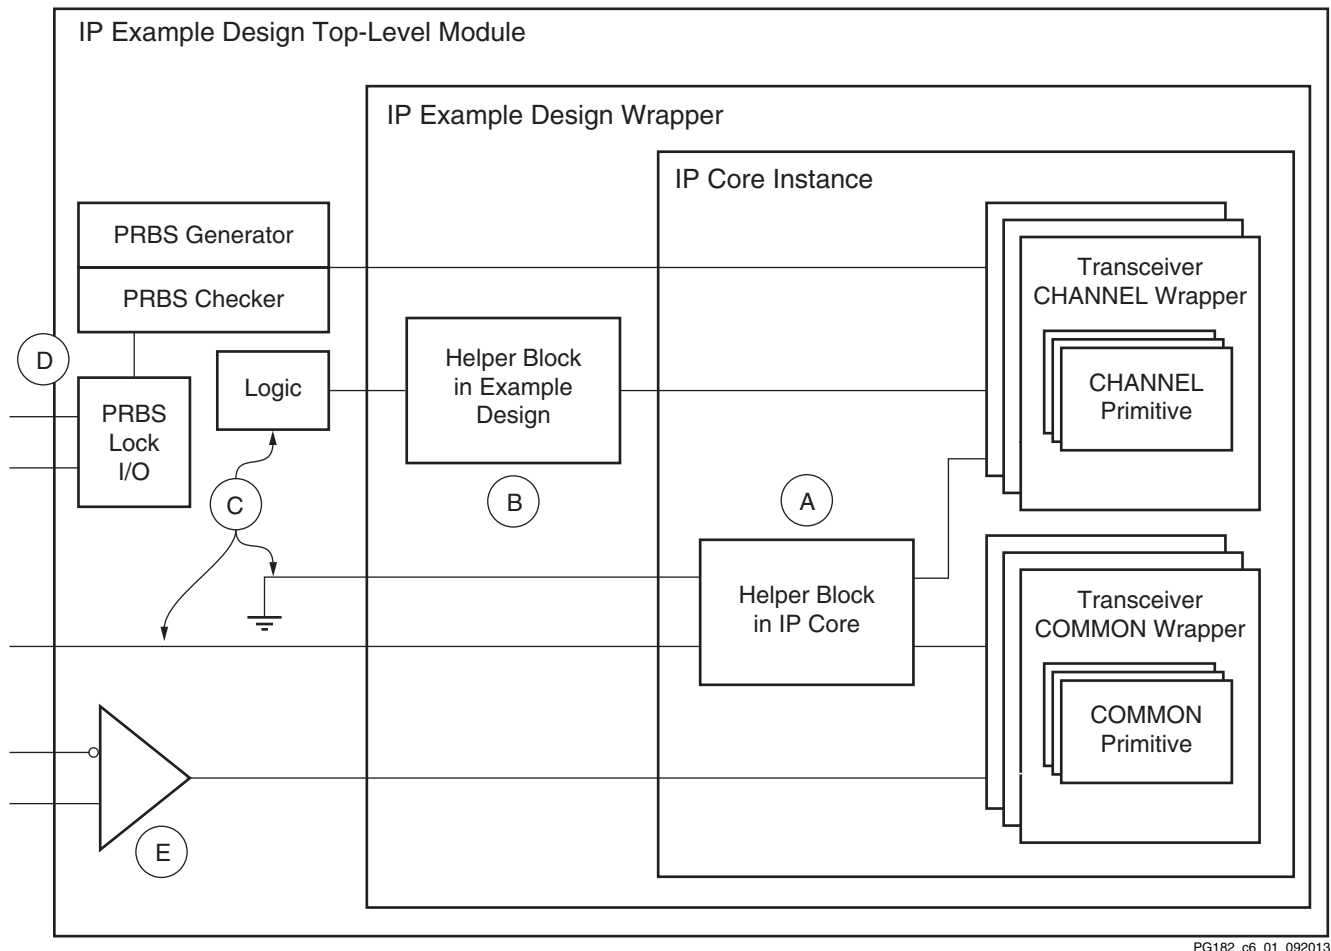 IP Example Design Top-Level Module
IP Example Design Wrapper
IP Core Instance
PRBS Generator
PRBS Checker
Transceiver
CHANNEL Wrapper
CHANNEL
Primitive
D
PRBS
Lock
I/O
Logic
Helper Block
in Example
Design
C
B
A
Helper Block
in IP Core
Transceiver
COMMON Wrapper
COMMON
Primitive
E
PG182_c6_01_092013